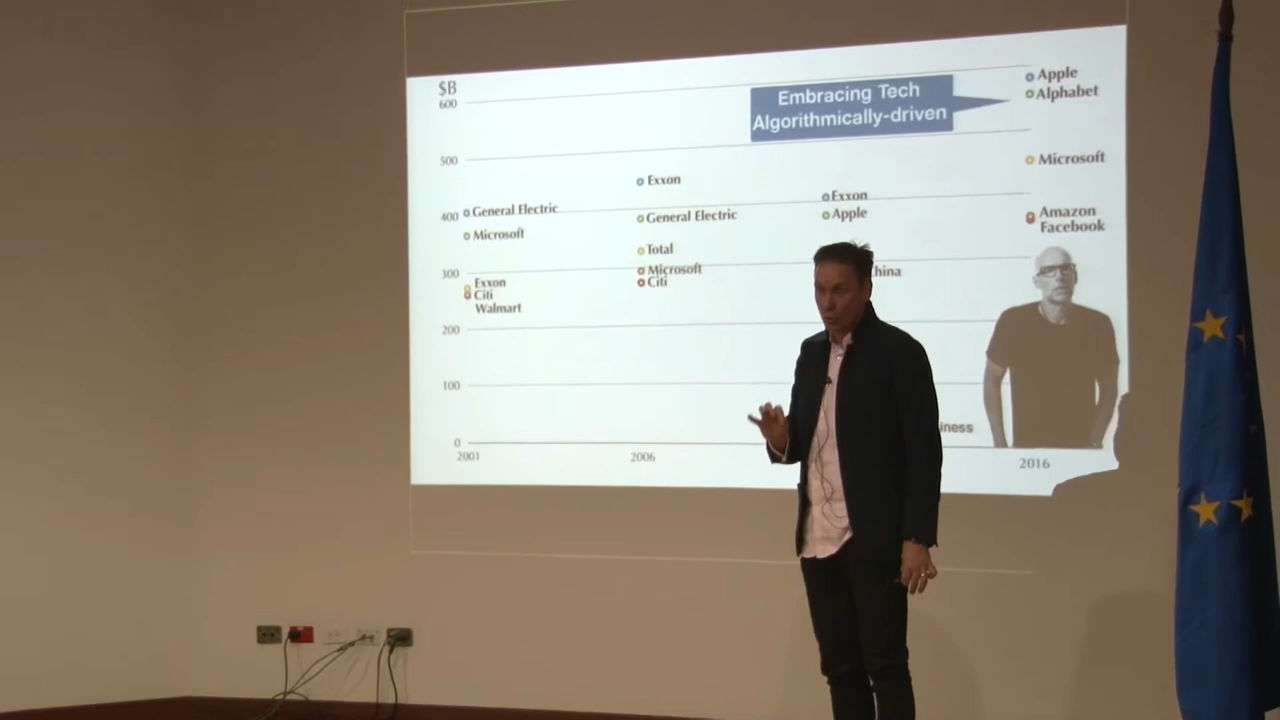 $B
600
Embracing Tech
Algorithmically-driven
Apple
Alphabet
500
Microsoft
Exxon
Exxon
400
General Electric
General Electric
Apple
Amazon
Facebook
Microsoft
Total
300
Microsoft
China
Exxon
Citi
Citi
Walmart
200
100
0
2001
2006
2016